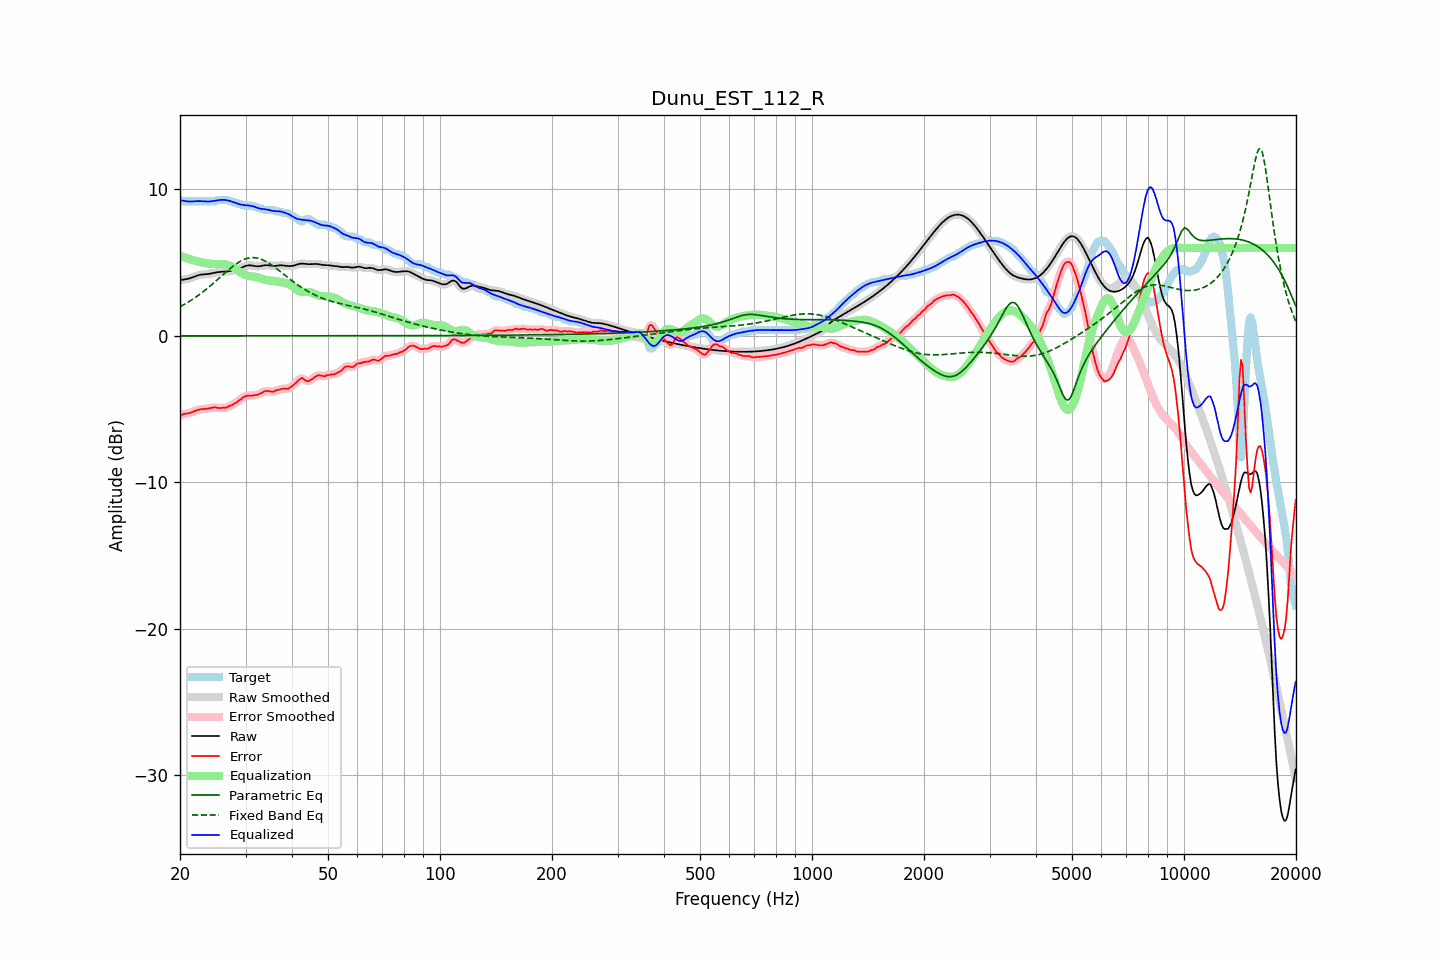 Dunu_EST_112_R
Amplitude (dBr)
10
0
−10
−20
−30
Target
Raw Smoothed
Error Smoothed
Raw
Error
Equalization
Parametric Eq
Fixed Band Eq
Equalized
20 50 100 200 500 1000 2000 5000 10000 20000
Frequency (Hz)